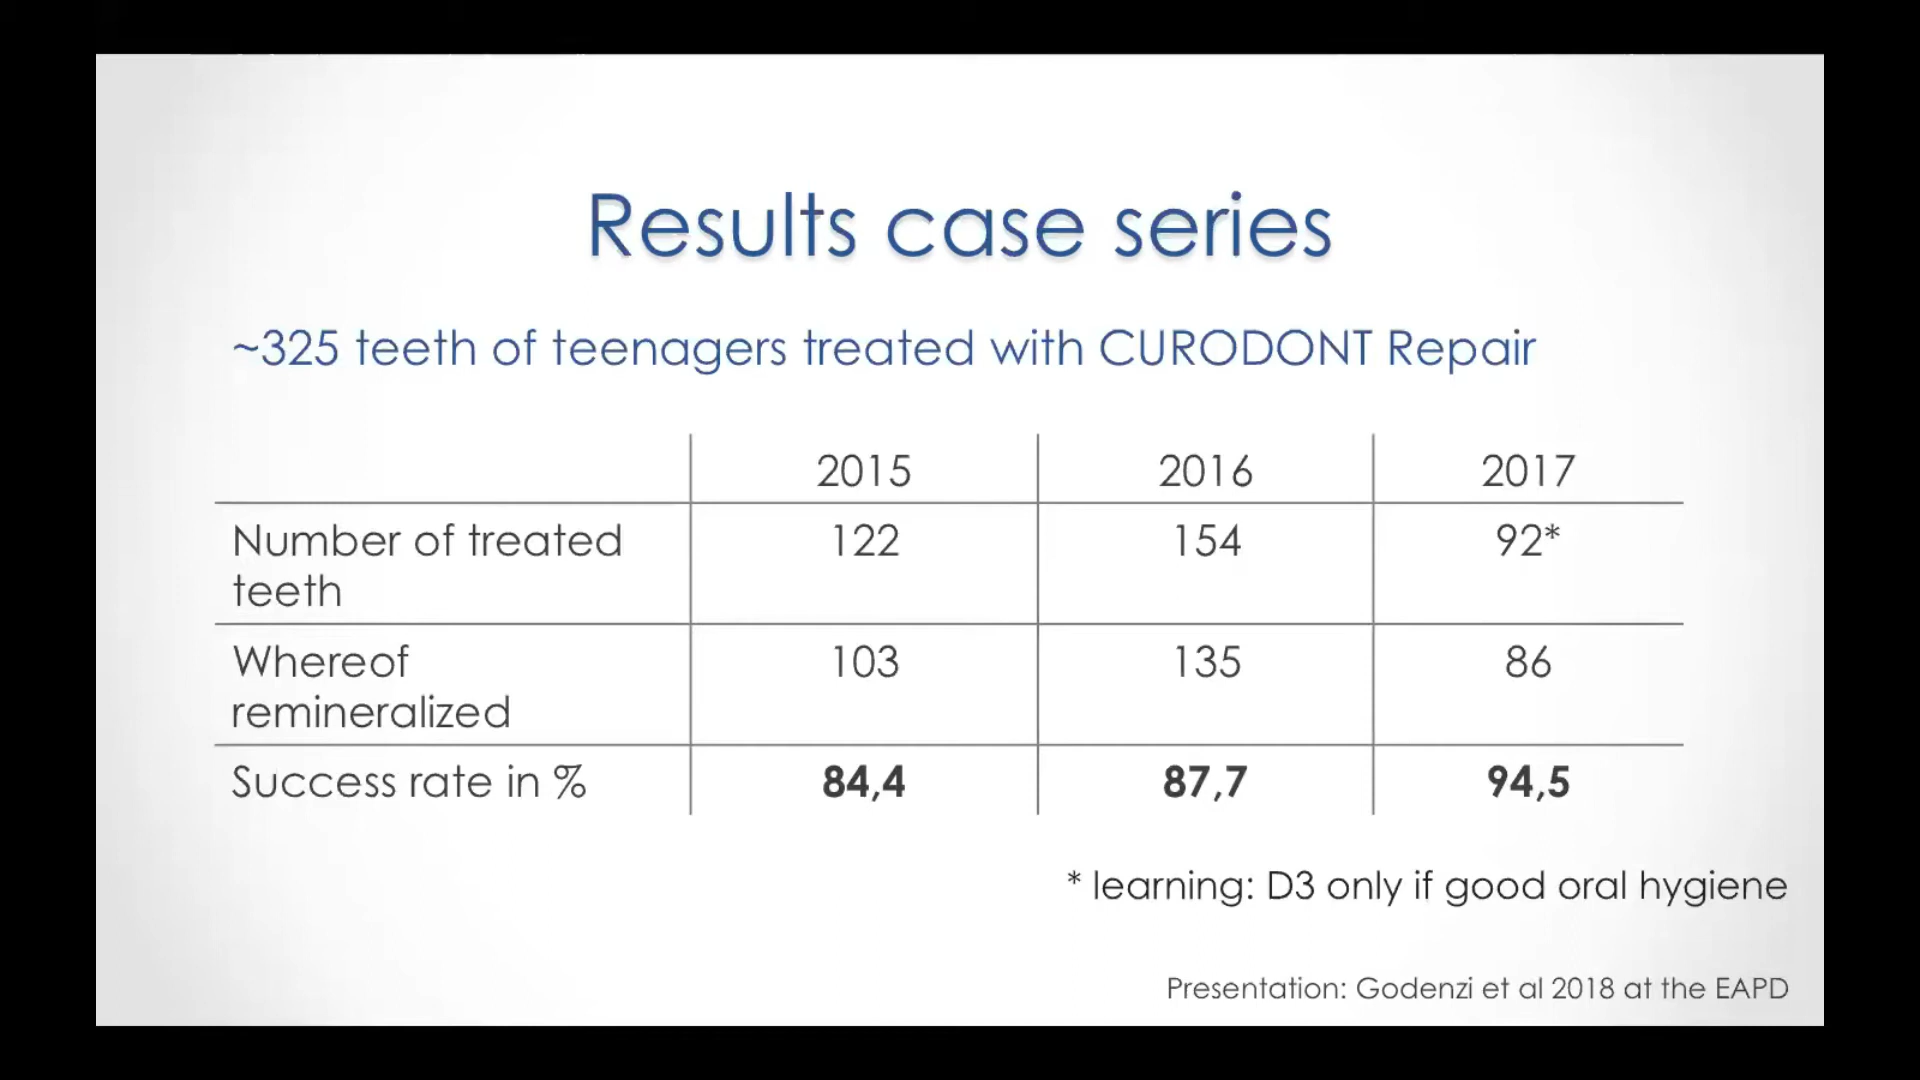 Results case series
~325 teeth of teenagers treated with CURODONT Repair
2015 2016 2017
Number of treated 122 154 92*
teeth
Whereof 103 135 86
remineralized
Success rate in % 84,4 87,7 94,5
* learning: D3 only if good oral hygiene
Presentation: Godenzi et al 2018 at the EAPD